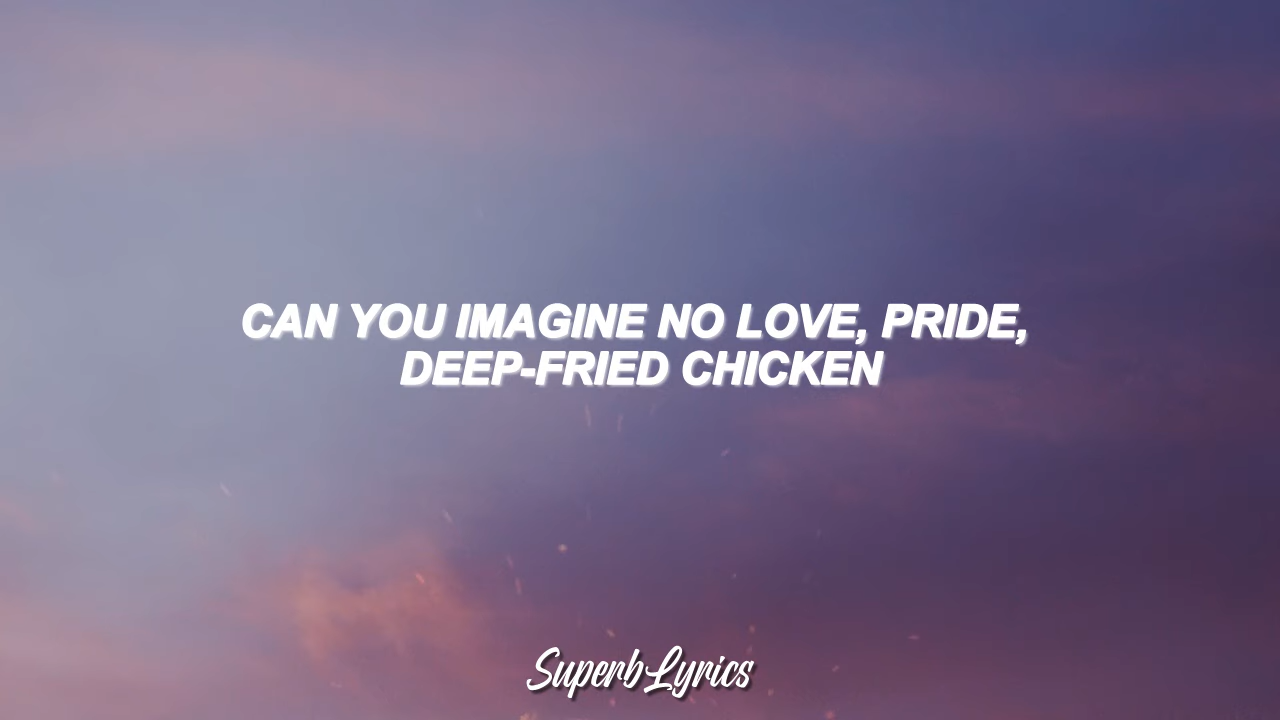 CAN YOU IMAGINE NO LOVE, PRIDE,
DEEP-FRIED CHICKEN
SuperbLyrics